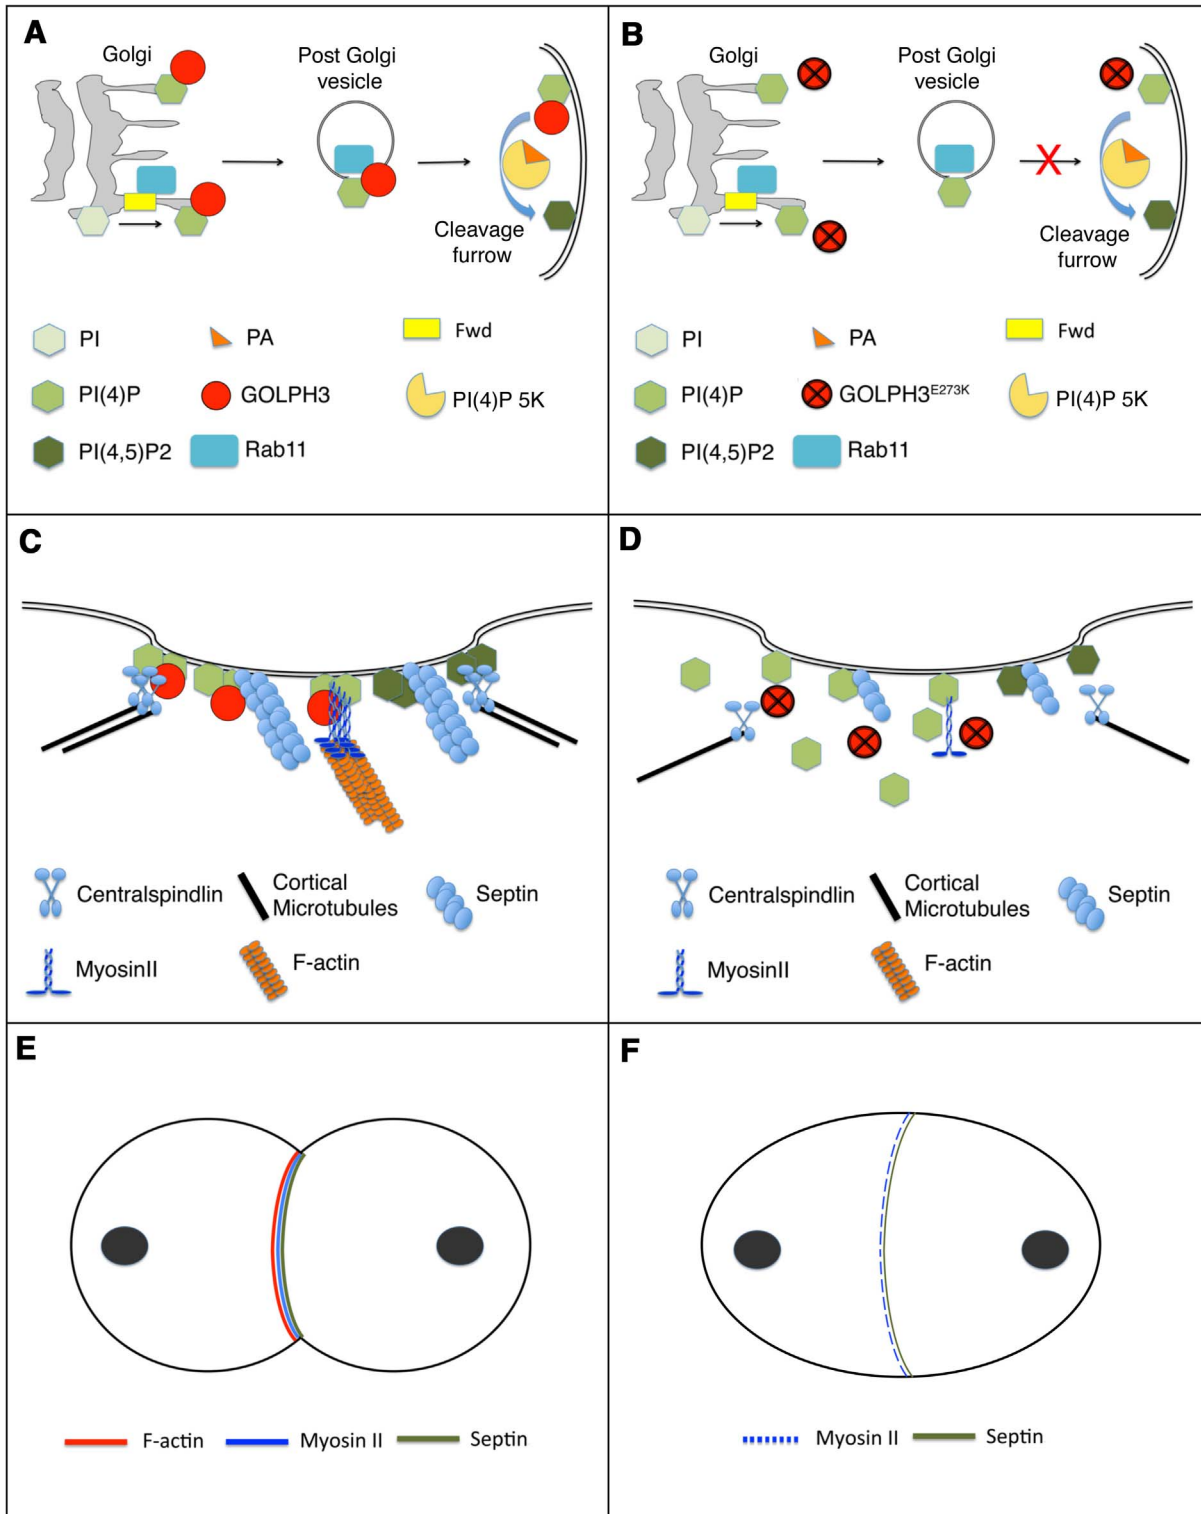 A
Golgi
Post Golgi
vesicle
Cleavage
furrow
PI
PA
Fwd
PI(4)P
GOLPH3
PI(4)P 5K
PI(4,5)P2
Rab11
B
Golgi
Post Golgi
vesicle
X
Cleavage
furrow
PI
PA
Fwd
PI(4)P
GOLPH3E273K
PI(4)P 5K
PI(4,5)P2
Rab11
C
Centralspindlin
Cortical
Microtubules
Septin
MyosinII
F-actin
D
Centralspindlin
Cortical
Microtubules
Septin
MyosinII
F-actin
E
F-actin
Myosin II
Septin
F
Myosin II
Septin